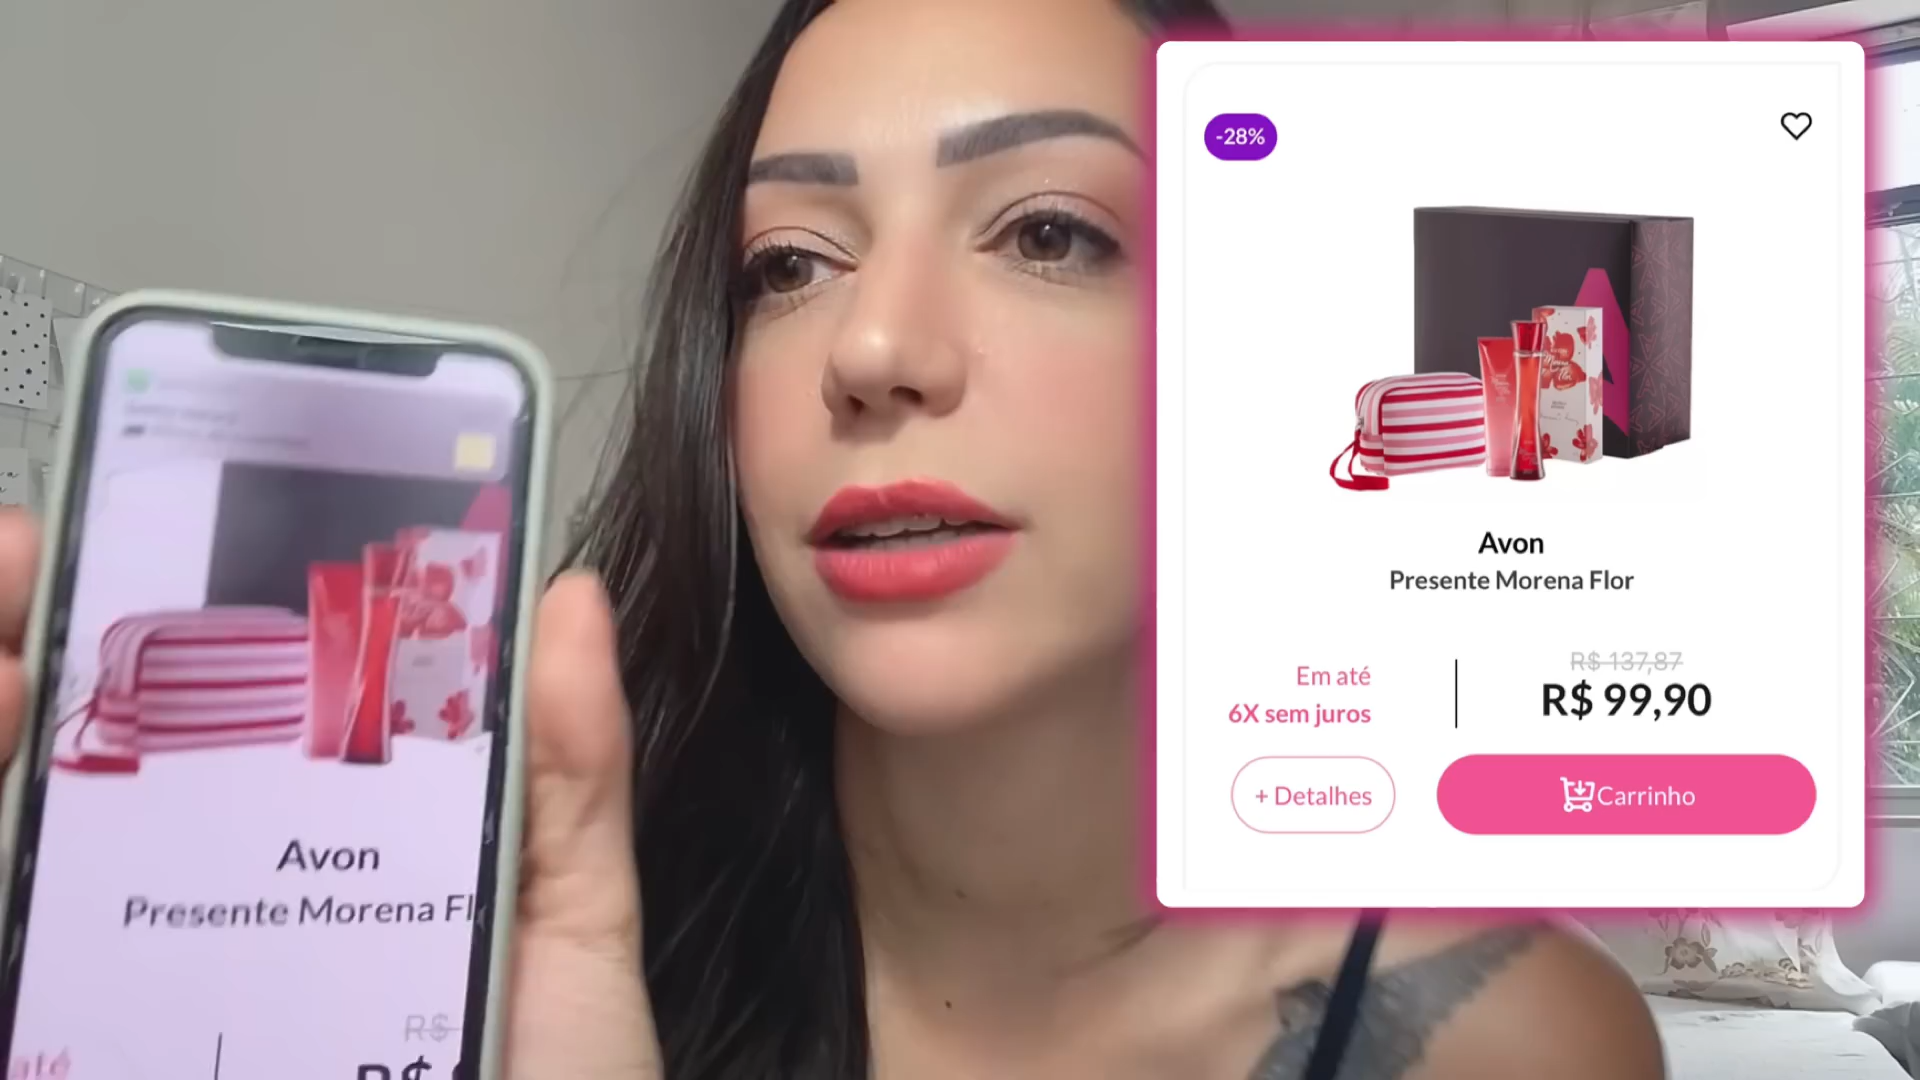 Avon
Presente Morena Fl
R$
até
R$
-28%
Avon
Presente Morena Flor
Em até
6X sem juros
R$ 137,87
R$ 99,90
+ Detalhes
Carrinho